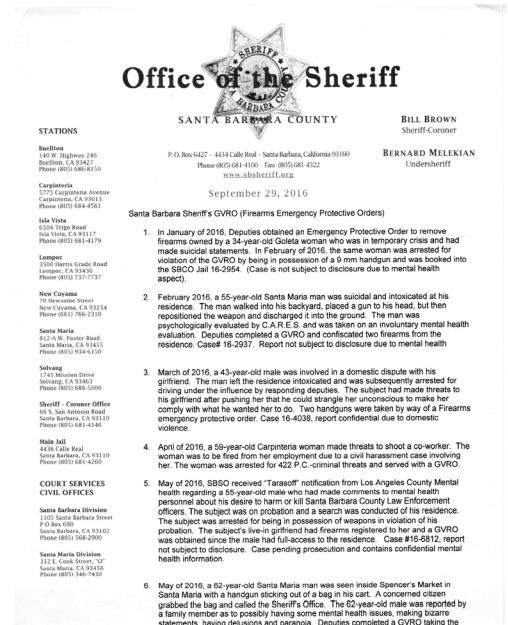 SHERIFF
Office of the Sheriff
BARBARA
SANTA BARBARA COUNTY
STATIONS
Buellton
140 W. Highway 246
Buellton, CA 93427
Phone (805) 686-8150
Carpinteria
5775 Carpinteria Avenue
Carpinteria, CA 93013
Phone (805) 684-4561
Isla Vista
6504 Trigo Road
Isla Vista, CA 93117
Phone (805) 681-4179
Lompoc
3500 Harris Grade Road
Lompoc, CA 93436
Phone (805) 737-7737
New Cuyama
70 Newsome Street
New Cuyama, CA 93254
Phone (661) 766-2310
Santa Maria
812-A W. Foster Road
Santa Maria, CA 93455
Phone (805) 934-6150
Solvang
1745 Mission Drive
Solvang, CA 93463
Phone (805) 686-5000
Sheriff - Coroner Office
66 S. San Antonio Road
Santa Barbara, CA 93110
Phone (805) 681-4146
Main Jail
4436 Calle Real
Santa Barbara, CA 93110
Phone (805) 681-4260
COURT SERVICES
CIVIL OFFICES
Santa Barbara Division
1105 Santa Barbara Street
P O Box 690
Santa Barbara, CA 93102
Phone (805) 568-2900
Santa Maria Division
312 E. Cook Street, "O"
Santa Maria, CA 93456
Phone (805) 346-7430
BILL BROWN
Sheriff-Coroner
BERNARD MELEKIAN
Undersheriff
P. O. Box 6427 - 4434 Calle Real - Santa Barbara, California 93160
Phone (805) 681-4100 - Fax: (805) 681-4322
www.sbsheriff.org
September 29, 2016
Santa Barbara Sheriff's GVRO (Firearms Emergency Protective Orders)
1. In January of 2016, Deputies obtained an Emergency Protective Order to remove
firearms owned by a 34-year-old Goleta woman who was in temporary crisis and had
made suicidal statements. In February of 2016, the same woman was arrested for
violation of the GVRO by being in possession of a 9 mm handgun and was booked into
the SBCO Jail 16-2954. (Case is not subject to disclosure due to mental health
aspect).
2. February 2016, a 55-year-old Santa Maria man was suicidal and intoxicated at his
residence. The man walked into his backyard, placed a gun to his head, but then
repositioned the weapon and discharged it into the ground. The man was
psychologically evaluated by C.A.R.E.S. and was taken on an involuntary mental health
evaluation. Deputies completed a GVRO and confiscated two firearms from the
residence. Case# 16-2937. Report not subject to disclosure due to mental health
3. March of 2016, a 43-year-old male was involved in a domestic dispute with his
girlfriend. The man left the residence intoxicated and was subsequently arrested for
driving under the influence by responding deputies. The subject had made threats to
his girlfriend after pushing her that he could strangle her unconscious to make her
comply with what he wanted her to do. Two handguns were taken by way of a Firearms
emergency protective order. Case 16-4038, report confidential due to domestic
violence.
4. April of 2016, a 59-year-old Carpinteria woman made threats to shoot a co-worker. The
woman was to be fired from her employment due to a civil harassment case involving
her. The woman was arrested for 422 P.C.-criminal threats and served with a GVRO.
5. May of 2016, SBSO received "Tarasoff" notification from Los Angeles County Mental
health regarding a 55-year-old male who had made comments to mental health
personnel about his desire to harm or kill Santa Barbara County Law Enforcement
officers. The subject was on probation and a search was conducted of his residence.
The subject was arrested for being in possession of weapons in violation of his
probation. The subject's live-in girlfriend had firearms registered to her and a GVRO
was obtained since the male had full-access to the residence. Case #16-6812, report
not subject to disclosure. Case pending prosecution and contains confidential mental
health information.
6. May of 2016, a 62-year-old Santa Maria man was seen inside Spencer's Market in
Santa Maria with a handgun sticking out of a bag in his cart. A concerned citizen
grabbed the bag and called the Sheriff's Office. The 62-year-old male was reported by
a family member as to possibly having some mental health issues, making bizarre
statements, having delusions and paranoia. Deputies completed a GVRO taking the